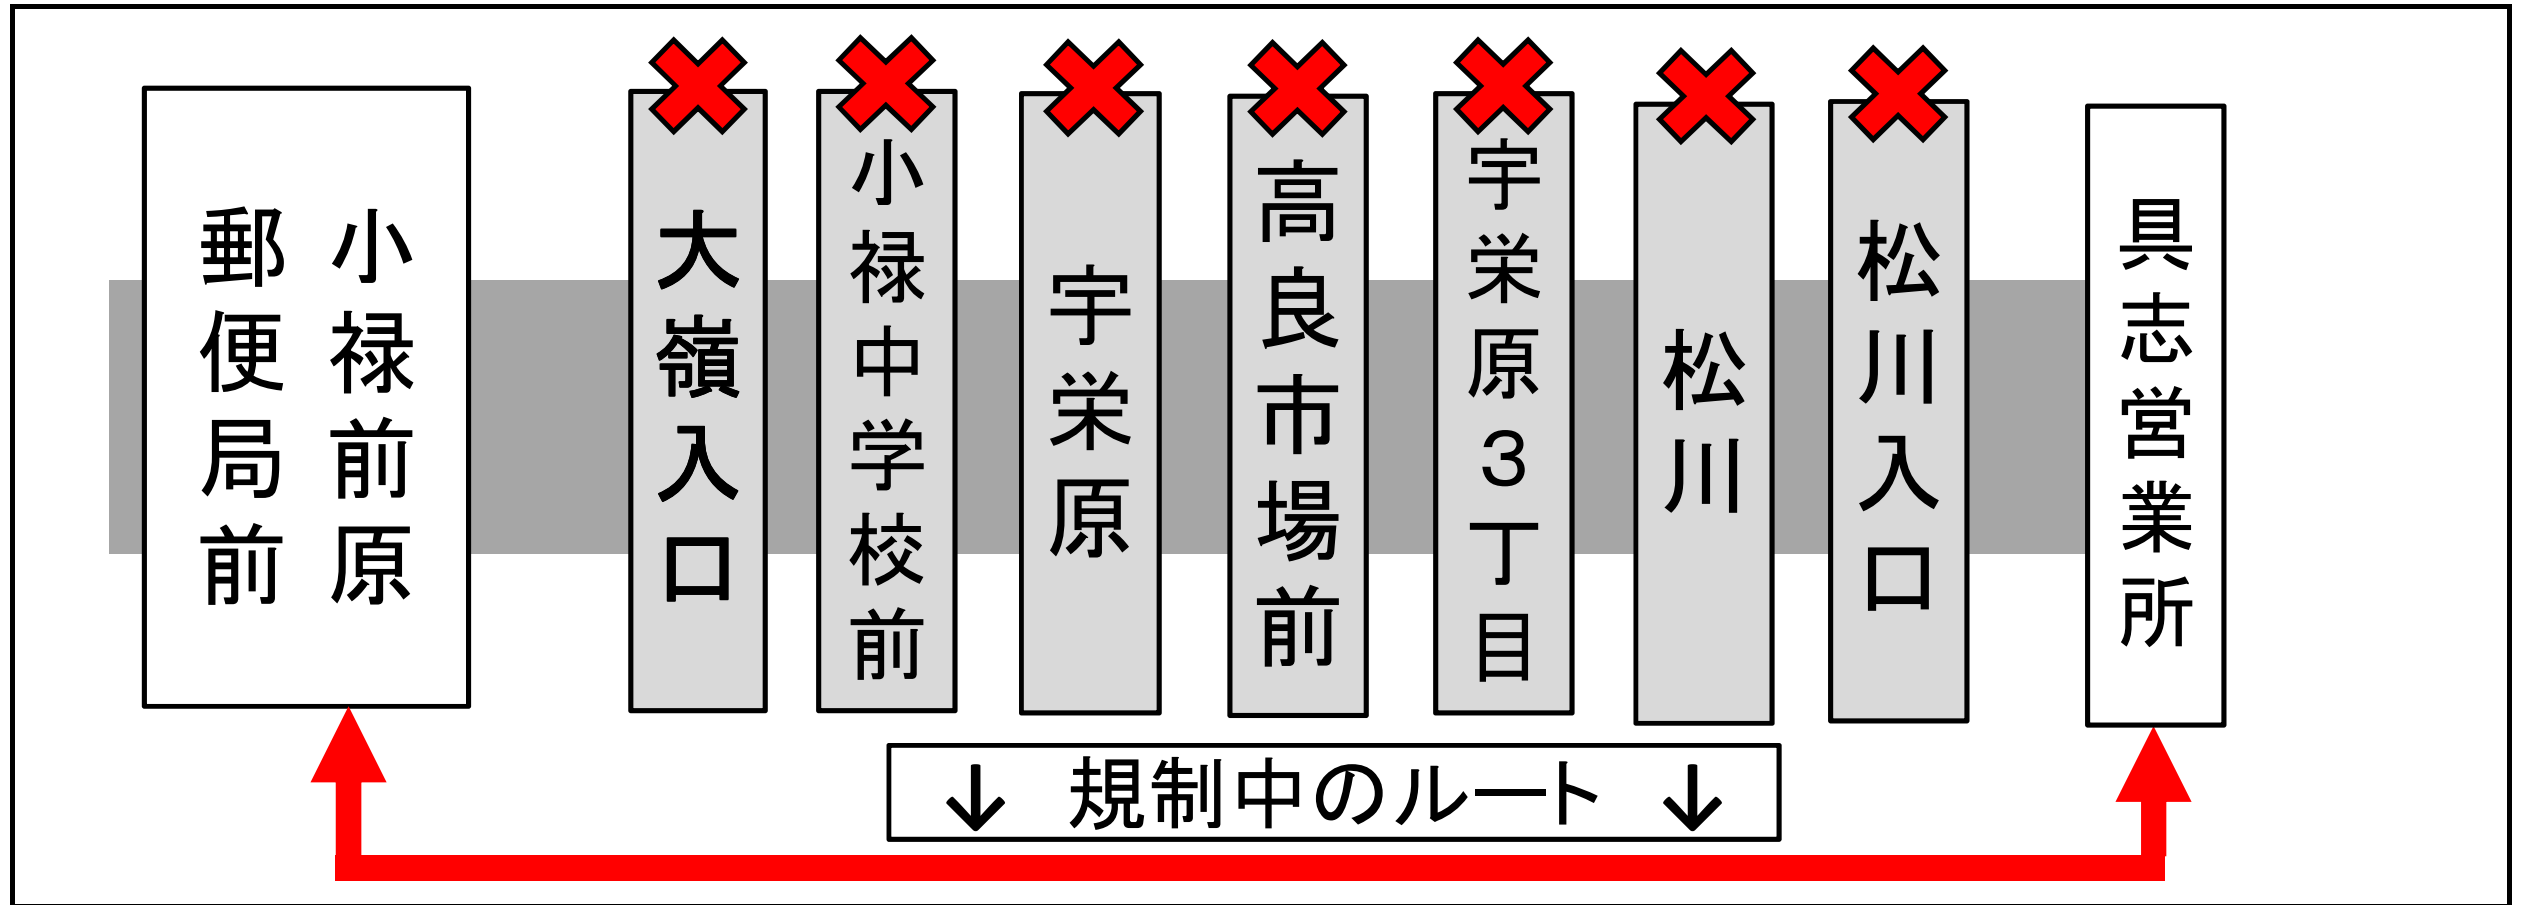 小禄前原
郵便局前
大嶺入口
小禄中学校前
宇栄原
高良市場前
宇栄原３丁目
松川
松川入口
具志営業所
↓　規制中のルート　↓